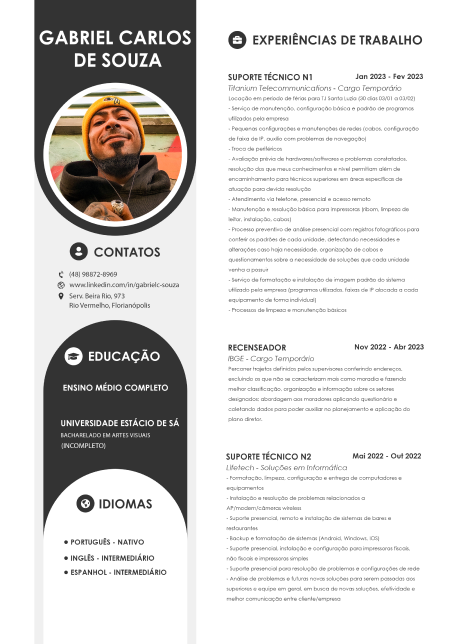 GABRIEL CARLOS
DE SOUZA
CONTATOS
(48) 98872-8969
www.linkedin.com/in/gabrielc-souza
Serv. Beira Rio, 973
Rio Vermelho, Florianópolis
EDUCAÇÃO
ENSINO MÉDIO COMPLETO
UNIVERSIDADE ESTÁCIO DE SÁ
BACHARELADO EM ARTES VISUAIS
(INCOMPLETO)
IDIOMAS
• PORTUGUÊS - NATIVO
• INGLÊS - INTERMEDIÁRIO
• ESPANHOL - INTERMEDIÁRIO
EXPERIÊNCIAS DE TRABALHO
SUPORTE TÉCNICO N1 Jan 2023 - Fev 2023
Titanium Telecommunications - Cargo Temporário
Locação em período de férias para TJ Santa Luzia (30 dias 03/01 a 03/02)
- Serviço de manutenção, configuração básica e padrão de programas
utilizados pela empresa
- Pequenas configurações e manutenções de redes (cabos, configuração
de faixa de IP, auxílio com problemas de navegação)
- Troca de periféricos
- Avaliação prévia de hardwares/softwares e problemas constatados,
resolução dos que meus conhecimentos e nível permitiam além de
encaminhamento para técnicos superiores em áreas específicas de
atuação para devida resolução
- Atendimento via telefone, presencial e acesso remoto
- Manutenção e resolução básica para impressoras (ribom, limpeza de
leitor, instalação, cabos)
- Processo preventivo de análise presencial com registros fotográficos para
conferir os padrões de cada unidade, detectando necessidades e
alterações caso haja necessidade, organização de cabos e
questionamentos sobre a necessidade de soluções que cada unidade
venha a possuir
- Serviço de formatação e instalação de imagem padrão do sistema
utilizado pela empresa (programas utilizados, faixas de IP alocada a cada
equipamento de forma individual)
- Processos de limpeza e manutenção básicos
RECENSEADOR Nov 2022 - Abr 2023
IBGE - Cargo Temporário
Percorrer trajetos definidos pelos supervisores conferindo endereços,
excluindo os que não se caracterizam mais como moradia e fazendo
melhor classificação, organização e informação sobre os setores
designados; abordagem aos moradores aplicando questionário e
coletando dados para poder auxiliar no planejamento e aplicação do
plano diretor.
SUPORTE TÉCNICO N2 Mai 2022 - Out 2022
Lifetech - Soluções em Informática
- Formatação, limpeza, configuração e entrega de computadores e
equipamentos
- Instalação e resolução de problemas relacionados a
AP/modem/câmeras wireless
- Suporte presencial, remoto e instalação de sistemas de bares e
restaurantes
- Backup e formatação de sistemas (Android, Windows, IOS)
- Suporte presencial, instalação e configuração para impressoras fiscais,
não fiscais e impressoras simples
- Suporte presencial para resolução de problemas e configurações de rede
- Análise de problemas e futuras novas soluções para serem passadas aos
superiores e equipe em geral, em busca de novas soluções, efetividade e
melhor comunicação entre cliente/empresa